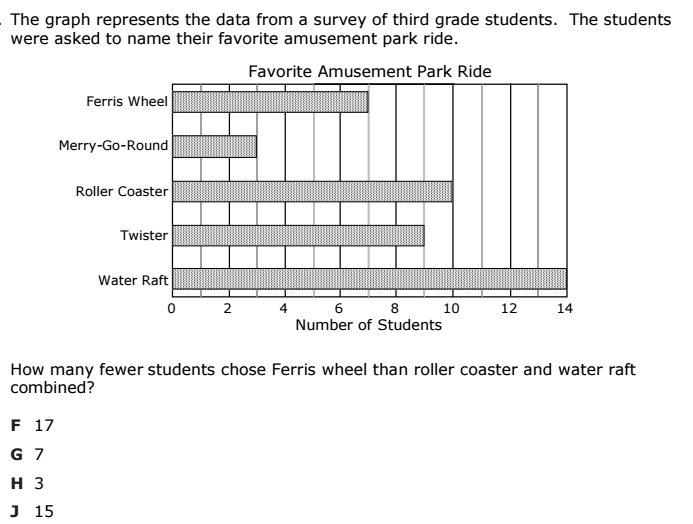 . The graph represents the data from a survey of third grade students. The students
were asked to name their favorite amusement park ride.
Favorite Amusement Park Ride
Ferris Wheel
Merry-Go-Round
Roller Coaster
Twister
Water Raft
0 2 4 6 8 10 12 14
Number of Students
How many fewer students chose Ferris wheel than roller coaster and water raft
combined?
F 17
G 7
H 3
J 15